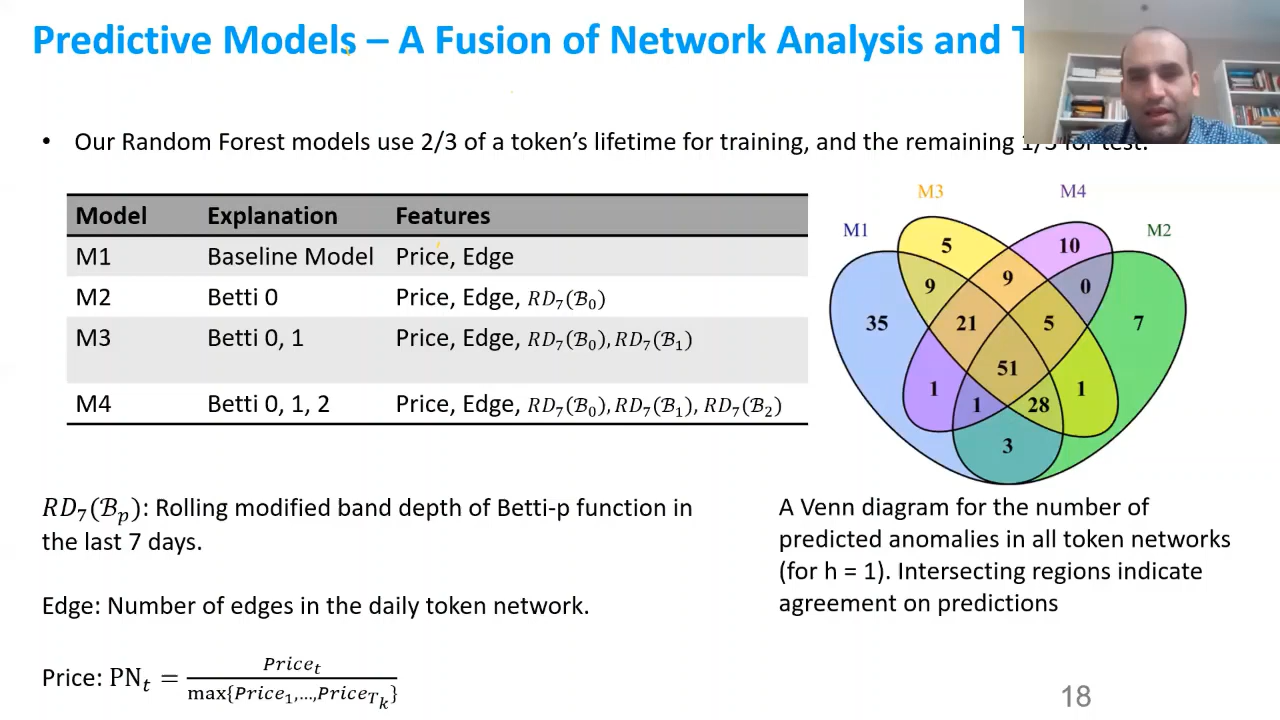 Predictive Models – A Fusion of Network Analysis and
• Our Random Forest models use 2/3 of a token's lifetime for training, and the remaining 1/3 for test.
Model Explanation Features
M1 Baseline Model Price, Edge
M2 Betti 0 Price, Edge, RD₇(ℬ₀)
M3 Betti 0, 1 Price, Edge, RD₇(ℬ₀), RD₇(ℬ₁)
M4 Betti 0, 1, 2 Price, Edge, RD₇(ℬ₀), RD₇(ℬ₁), RD₇(ℬ₂)
RD₇(ℬₚ): Rolling modified band depth of Betti-p function in
the last 7 days.
Edge: Number of edges in the daily token network.
Price: PNₜ = Priceₜ / max{Price₁,…,Price_{T_k}}
M3 M4
M1 M2
5 10
9 9 0
35 21 5 7
51
1 1 28 1
3
A Venn diagram for the number of
predicted anomalies in all token networks
(for h = 1). Intersecting regions indicate
agreement on predictions
18